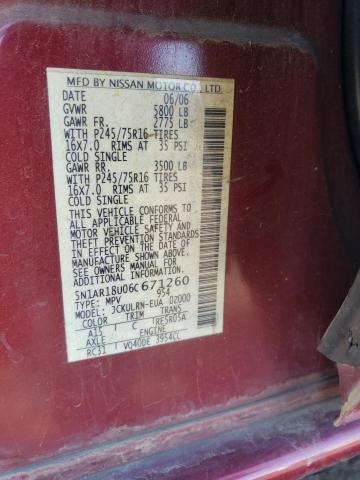 MFD BY NISSAN MOTOR CO., LTD.
DATE 06/06
GVWR 5800 LB
GAWR FR. 2775 LB
WITH P245/75R16 TIRES
16X7.0 RIMS AT 35 PSI
COLD SINGLE
GAWR RR. 3500 LB
WITH P245/75R16 TIRES
16X7.0 RIMS AT 35 PSI
COLD SINGLE
THIS VEHICLE CONFORMS TO
ALL APPLICABLE FEDERAL
MOTOR VEHICLE SAFETY AND
THEFT PREVENTION STANDARDS
IN EFFECT ON THE DATE OF
MANUFACTURE SHOWN ABOVE.
SEE OWNERS MANUAL FOR
ADDITIONAL INFORMATION
5N1AR18U06C671260
TYPE: MPV 954
MODEL: JCKULRN-EUA 02000
COLOR TRIM TRANS
A15 C RE5R05A
AXLE ENGINE
RC31 VQ40DE 3954CC